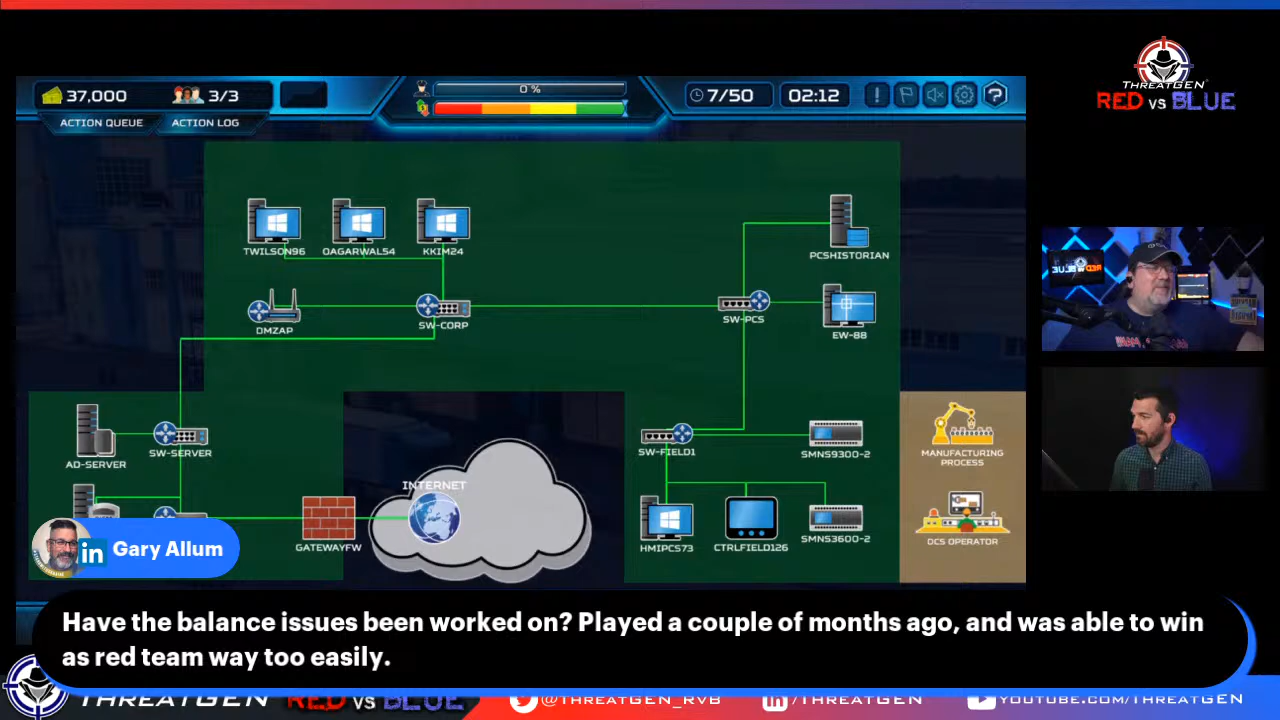 THREATGEN
RED VS BLUE
37,000
3/3
0 %
7/50
02:12
!
?
ACTION QUEUE
ACTION LOG
TWILSON96
OAGARWAL54
KKIM24
PCSHISTORIAN
DMZAP
SW-CORP
SW-PCS
EW-88
AD-SERVER
SW-SERVER
INTERNET
GATEWAYFW
SW-FIELD1
SMNS9300-2
MANUFACTURING
PROCESS
HMIPCS73
CTRLFIELD126
SMNS3600-2
DCS OPERATOR
in Gary Allum
Have the balance issues been worked on? Played a couple of months ago, and was able to win
as red team way too easily.
THREATGEN RED VS BLUE
@THREATGEN_RVB
in /THREATGEN
YOUTUBE.COM/THREATGEN